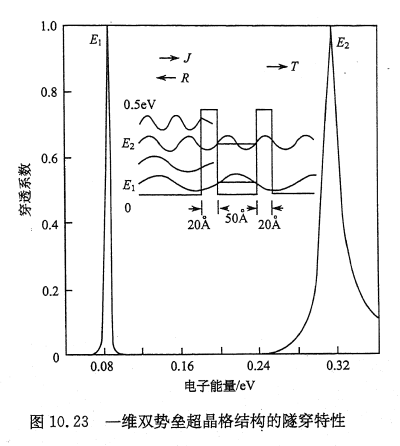 1.0
E₁
E₂
J
R
T
0.5eV
E₂
E₁
0
20Å
50Å
20Å
0.8
0.6
0.4
0.2
0
穿透系数
0.08
0.16
0.24
0.32
电子能量/eV
图 10.23 一维双势垒超晶格结构的隧穿特性